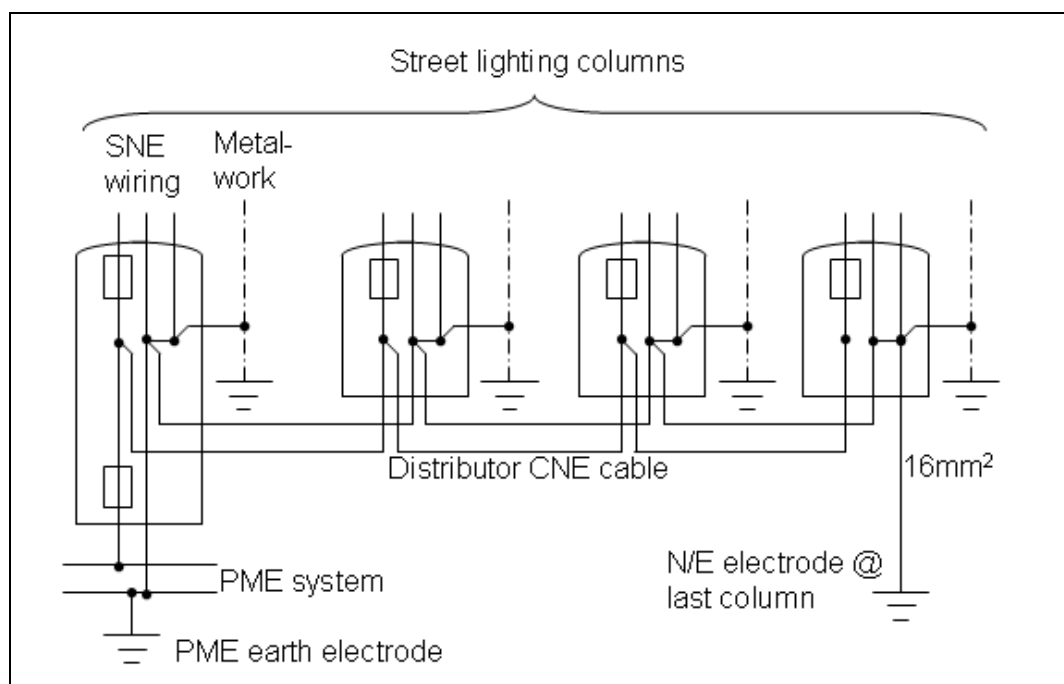 Street lighting columns
SNE
wiring
Metal-
work
Distributor CNE cable
16mm²
PME system
N/E electrode @
last column
PME earth electrode